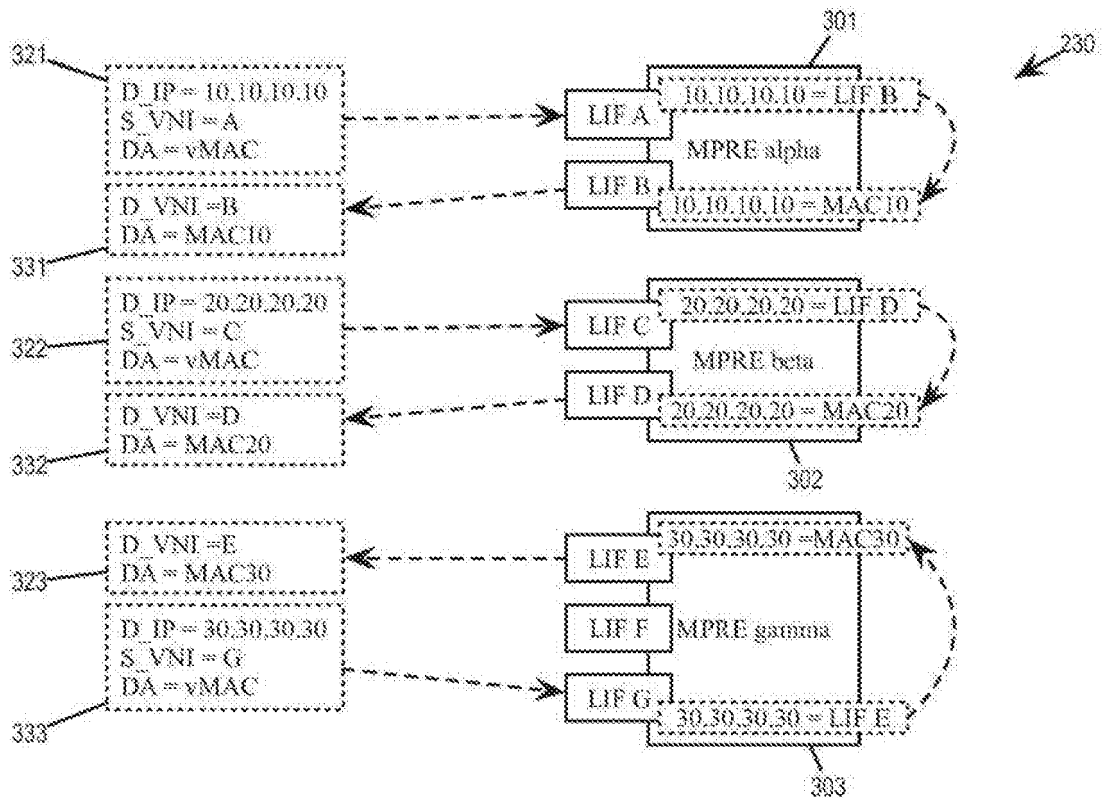 301
230
321
D_IP = 10.10.10.10
S_VNI = A
DA = vMAC
LIF A
10.10.10.10 = LIF B
MPRE alpha
LIF B
10.10.10.10 = MAC10
D_VNI =B
DA = MAC10
331
D_IP = 20.20.20.20
S_VNI = C
DA = vMAC
322
LIF C
20.20.20.20 = LIF D
MPRE beta
LIF D
20.20.20.20 = MAC20
D_VNI =D
DA = MAC20
332
302
D_VNI =E
DA = MAC30
323
LIF E
30.30.30.30 =MAC30
D_IP = 30.30.30.30
S_VNI = G
DA = vMAC
333
LIF F
MPRE gamma
LIF G
30.30.30.30 = LIF E
303